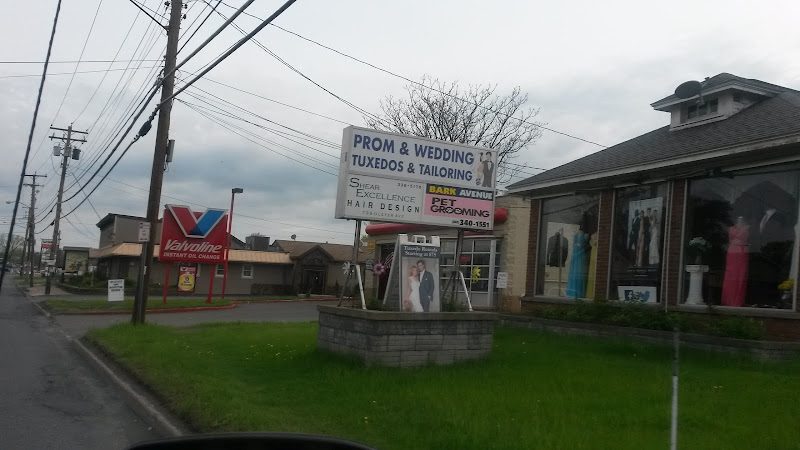 PROM & WEDDING
TUXEDOS & TAILORING
SHEAR
EXCELLENCE
HAIR DESIGN
BARK AVENUE
PET
GROOMING
340-1551
Valvoline
INSTANT OIL CHANGE